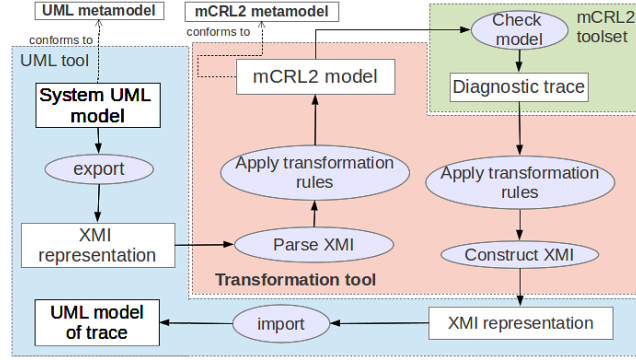 UML metamodel
mCRL2 metamodel
conforms to
conforms to
UML tool
Check
model
mCRL2
toolset
System UML
model
mCRL2 model
Diagnostic trace
export
Apply transformation
rules
Apply transformation
rules
XMI
representation
Parse XMI
Construct XMI
Transformation tool
UML model
of trace
import
XMI representation